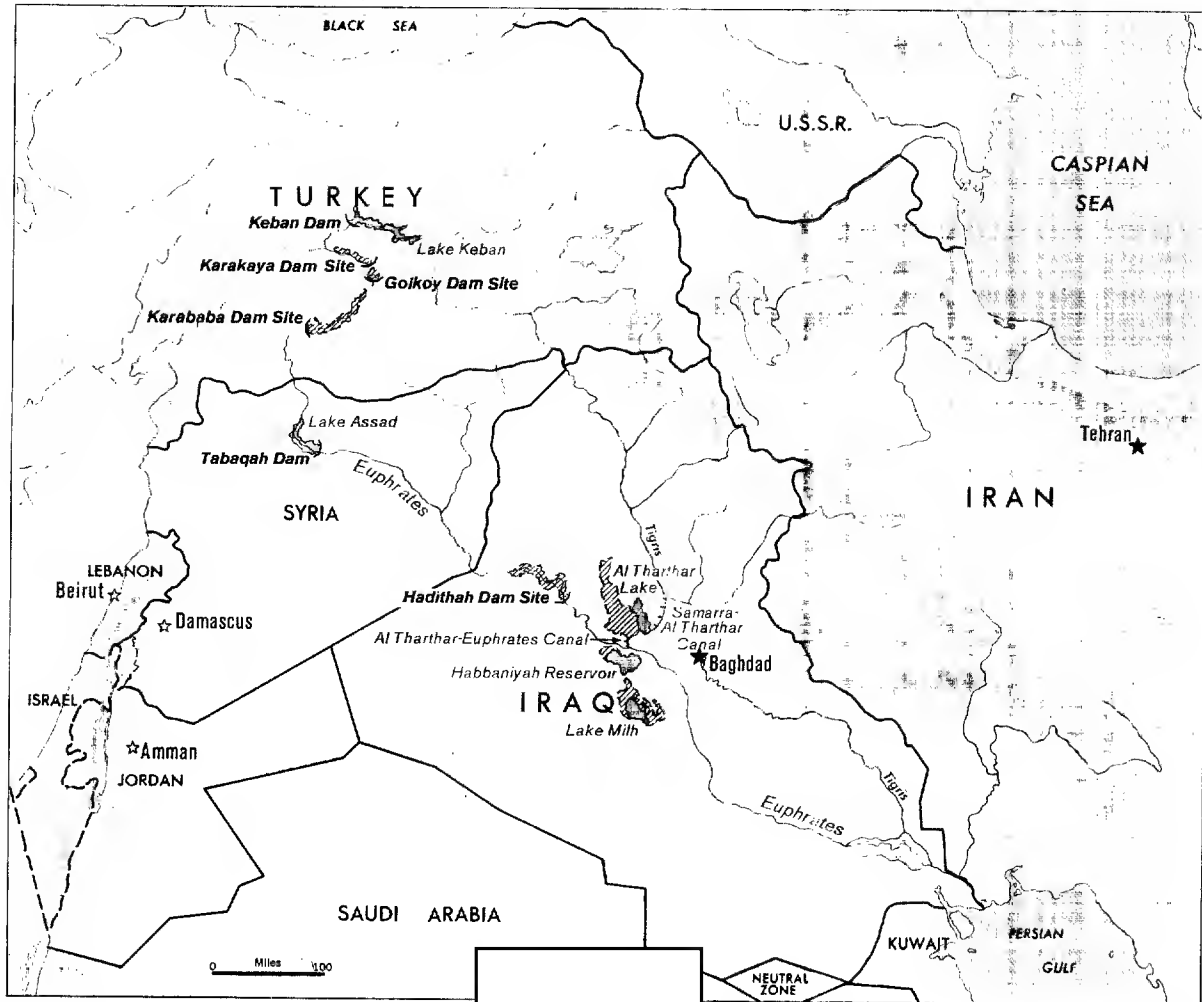 BLACK SEA
U.S.S.R.
CASPIAN
SEA
TURKEY
Keban Dam
Lake Keban
Karakaya Dam Site
Golkoy Dam Site
Karababa Dam Site
Lake Assad
Tabaqah Dam
Euphrates
Tehran
IRAN
SYRIA
Tigris
LEBANON
Beirut
Damascus
Hadithah Dam Site
Al Tharthar
Lake
Samarra-
Al Tharthar
Canal
Al Tharthar-Euphrates Canal
Baghdad
Habbaniyah Reservoir
ISRAEL
IRAQ
Lake Milh
Amman
JORDAN
Euphrates
Tigris
SAUDI ARABIA
KUWAIT
PERSIAN
GULF
0 Miles 100
NEUTRAL
ZONE